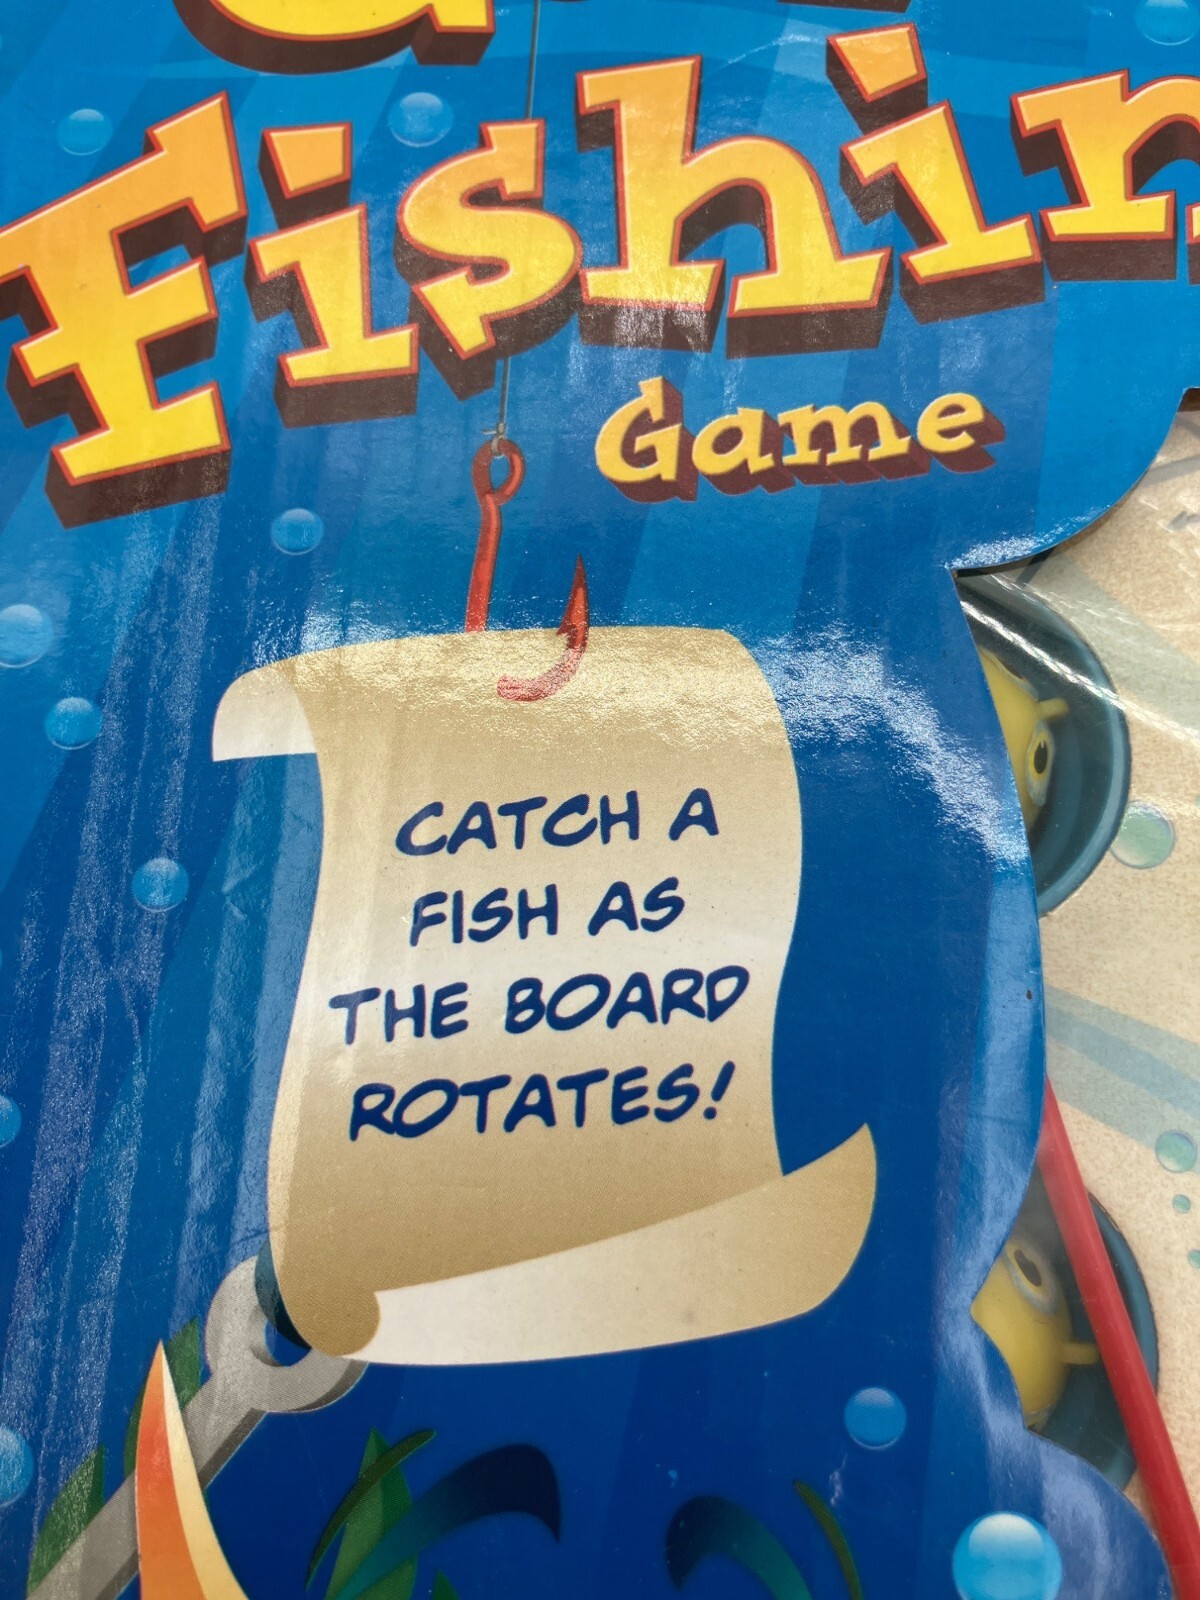 Fishin
Game
CATCH A
FISH AS
THE BOARD
ROTATES!